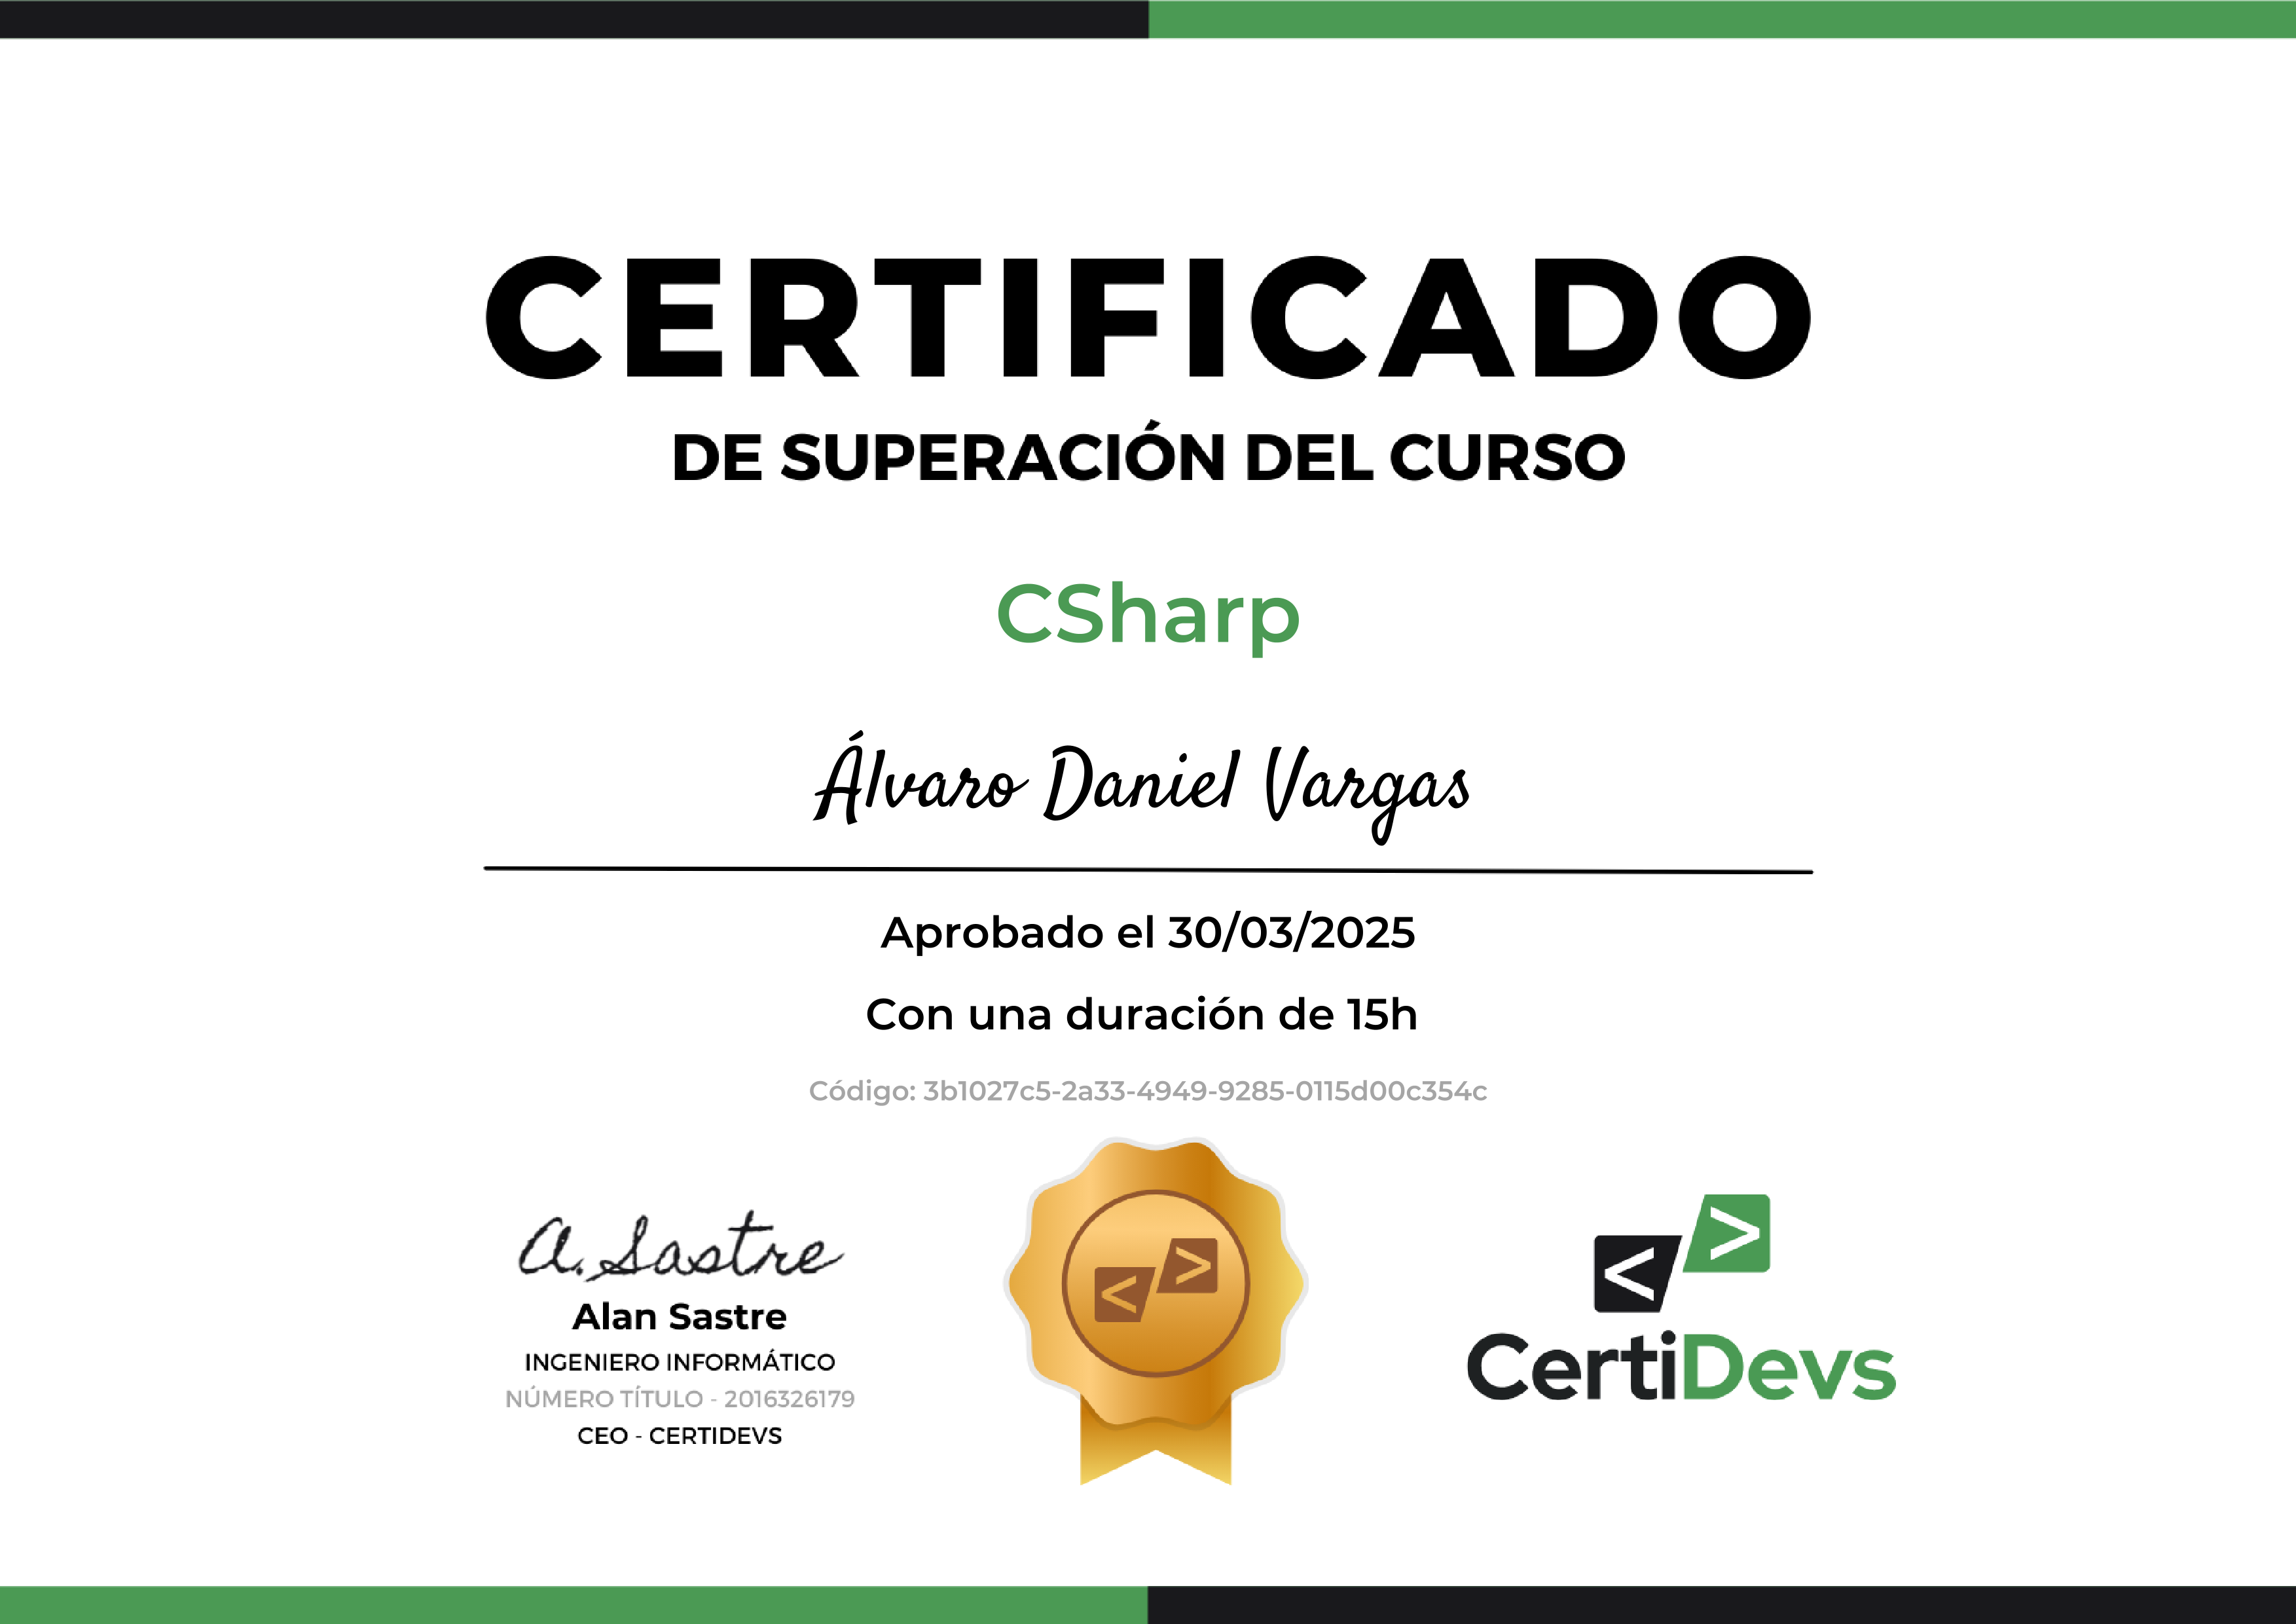 CERTIFICADO
DE SUPERACIÓN DEL CURSO
CSharp
Álvaro Daniel Vargas
Aprobado el 30/03/2025
Con una duración de 15h
Código: 3b1027c5-2a33-4949-9285-0115d00c354c
A. Sastre
Alan Sastre
INGENIERO INFORMÁTICO
NÚMERO TÍTULO - 2016326179
CEO - CERTIDEVS
< >
< >
CertiDevs